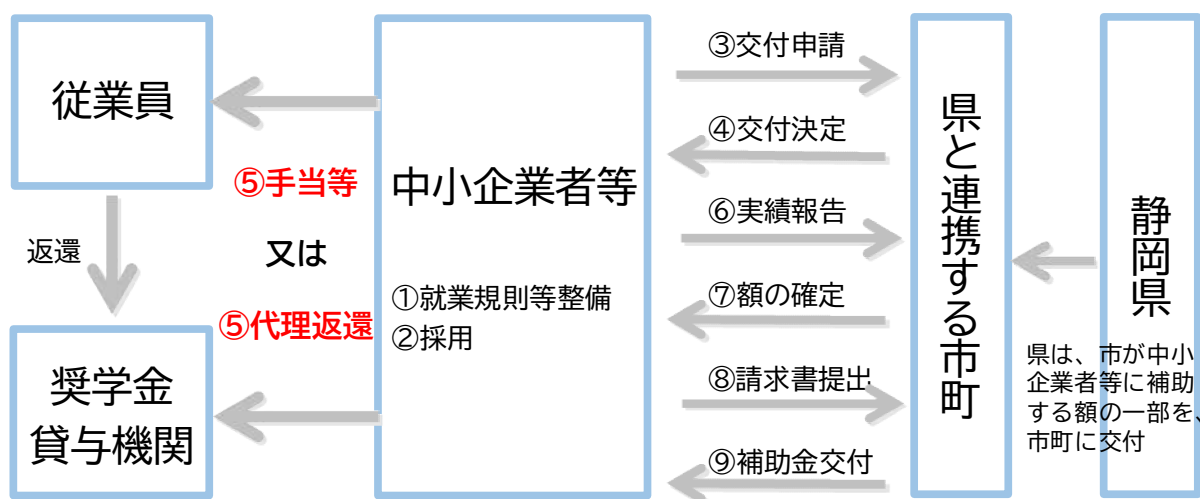 従業員
返還
奨学金
貸与機関
⑤手当等
又は
⑤代理返還
中小企業者等
①就業規則等整備
②採用
③交付申請
④交付決定
⑥実績報告
⑦額の確定
⑧請求書提出
⑨補助金交付
県と連携する市町
静岡県
県は、市が中小
企業者等に補助
する額の一部を、
市町に交付